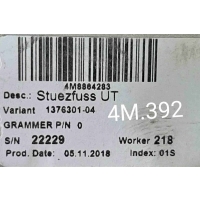 4M8864283
Desc.: Stuezfuss UT
Variant 1376301-04
4M.392
GRAMMER P/N 0
S/N 22229 Worker 218
Prod. Date: 05.11.2018 Index: 01S